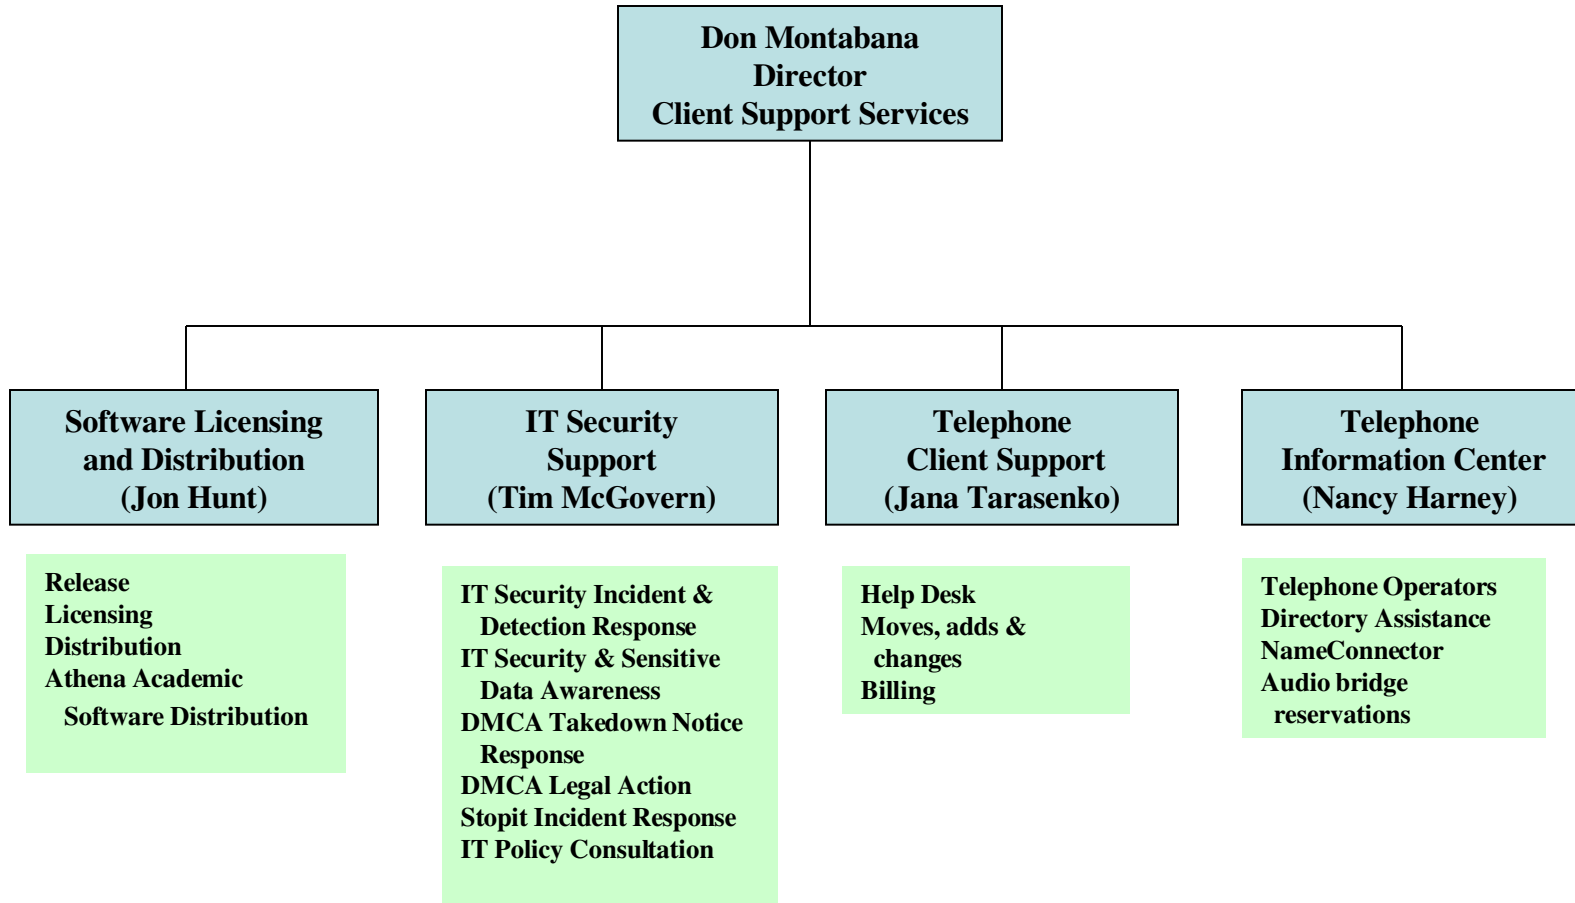 Don Montabana
Director
Client Support Services
Software Licensing
and Distribution
(Jon Hunt)
IT Security
Support
(Tim McGovern)
Telephone
Client Support
(Jana Tarasenko)
Telephone
Information Center
(Nancy Harney)
Release
Licensing
Distribution
Athena Academic
Software Distribution
IT Security Incident &
Detection Response
IT Security & Sensitive
Data Awareness
DMCA Takedown Notice
Response
DMCA Legal Action
Stopit Incident Response
IT Policy Consultation
Help Desk
Moves, adds &
changes
Billing
Telephone Operators
Directory Assistance
NameConnector
Audio bridge
reservations